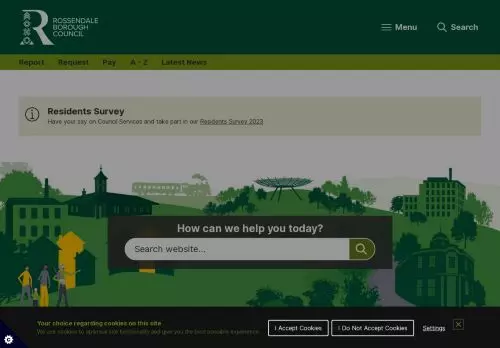 ROSSENDALE
BOROUGH
COUNCIL
Menu
Search
Report
Request
Pay
A - Z
Latest News
Residents Survey
Have your say on Council Services and take part in our Residents Survey 2023
How can we help you today?
Search website...
Your choice regarding cookies on this site
We use cookies to optimise site functionality and give you the best possible experience.
I Accept Cookies
I Do Not Accept Cookies
Settings